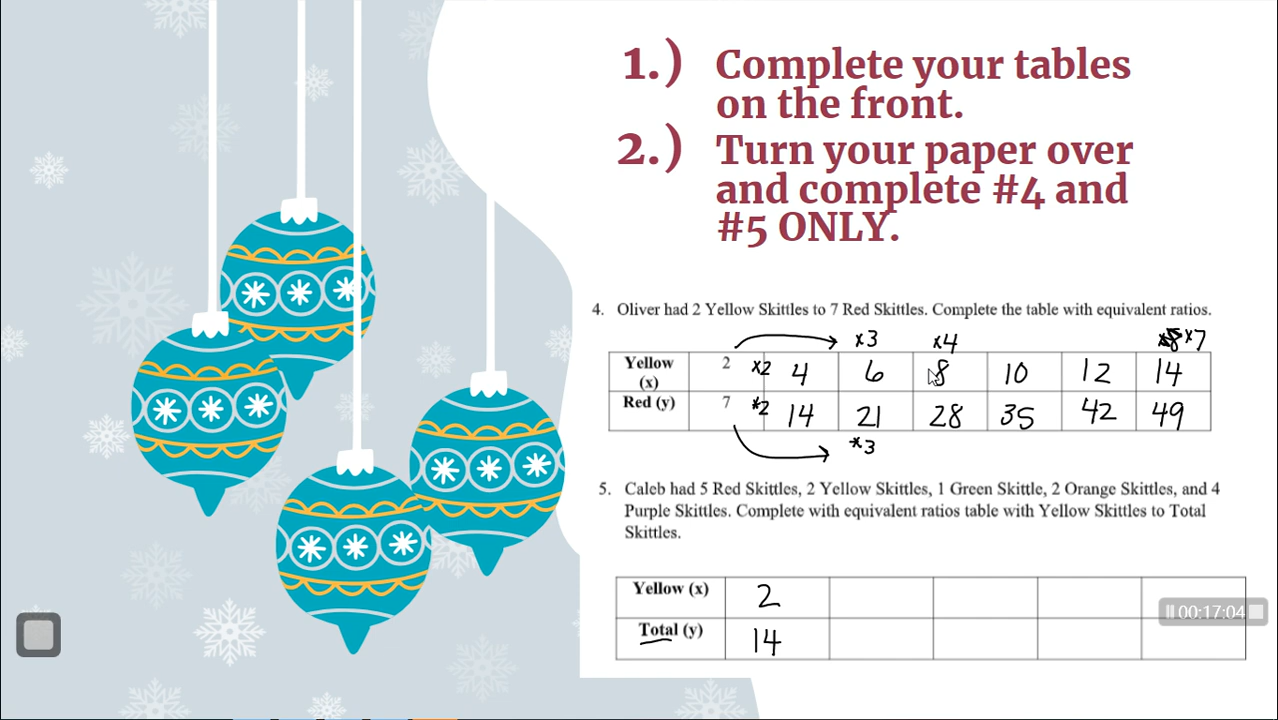 1.) Complete your tables
on the front.
2.) Turn your paper over
and complete #4 and
#5 ONLY.
4. Oliver had 2 Yellow Skittles to 7 Red Skittles. Complete the table with equivalent ratios.
x3 x4 x7
Yellow (x) 2 x2 4 6 8 10 12 14
Red (y) 7 x2 14 21 28 35 42 49
x3
5. Caleb had 5 Red Skittles, 2 Yellow Skittles, 1 Green Skittle, 2 Orange Skittles, and 4
Purple Skittles. Complete with equivalent ratios table with Yellow Skittles to Total
Skittles.
Yellow (x) 2
00:17:04
Total (y) 14